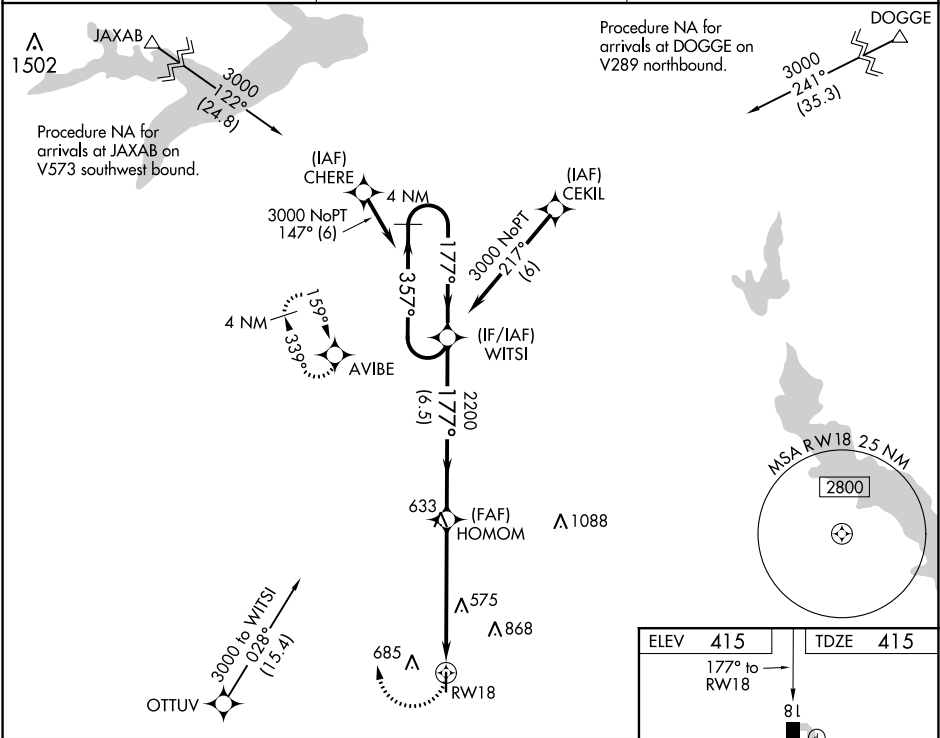 JAXAB
1502
3000
122°
(24.8)
Procedure NA for
arrivals at JAXAB on
V573 southwest bound.
Procedure NA for
arrivals at DOGGE on
V289 northbound.
DOGGE
3000
241°
(35.3)
(IAF)
CHERE
3000 NoPT
147° (6)
4 NM
177°
357°
(IAF)
CEKIL
3000 NoPT
217°
(6)
4 NM
159°
339°
AVIBE
(IF/IAF)
WITSI
2200
177°
(6.5)
633
(FAF)
HOMOM
1088
575
868
685
RW18
3000 to WITSI
028°
(15.4)
OTTUV
MSA RW18 25 NM
2800
ELEV 415
TDZE 415
177° to
RW18
18